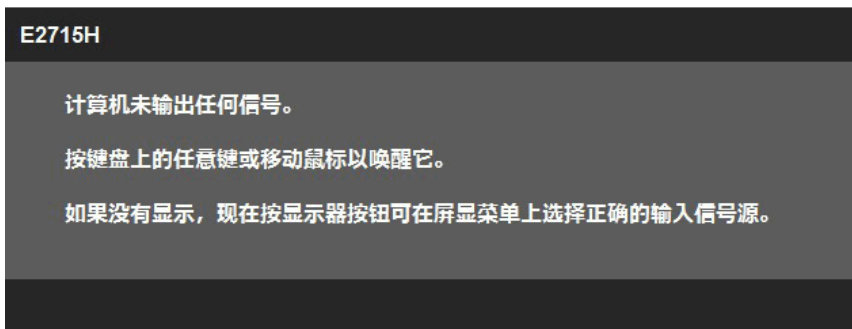 E2715H
计算机未输出任何信号。
按键盘上的任意键或移动鼠标以唤醒它。
如果没有显示，现在按显示器按钮可在屏显菜单上选择正确的输入信号源。